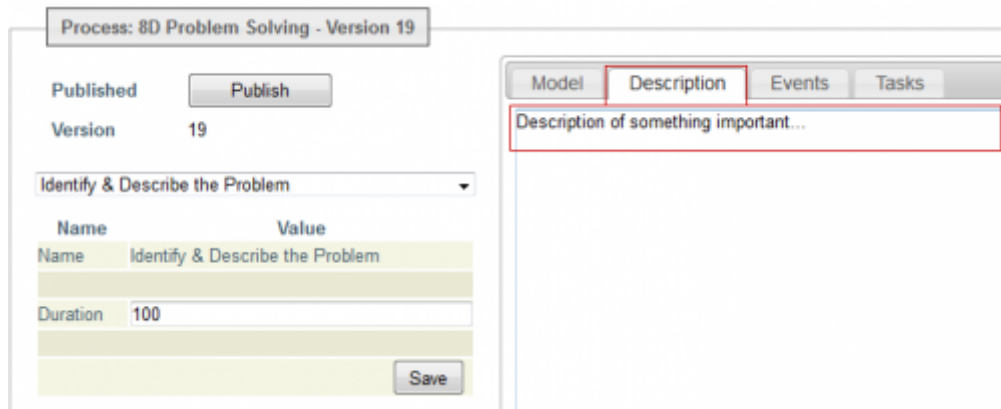 Process: 8D Problem Solving - Version 19
Published Publish
Version 19
Identify & Describe the Problem
Name Value
Name Identify & Describe the Problem
Duration 100
Save
Model Description Events Tasks
Description of something important...